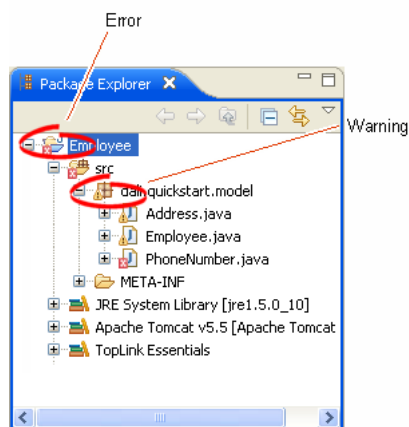 Error
Package Explorer
Warning
Employee
src
dali.quickstart.model
Address.java
Employee.java
PhoneNumber.java
META-INF
JRE System Library [jre1.5.0_10]
Apache Tomcat v5.5 [Apache Tomcat
TopLink Essentials